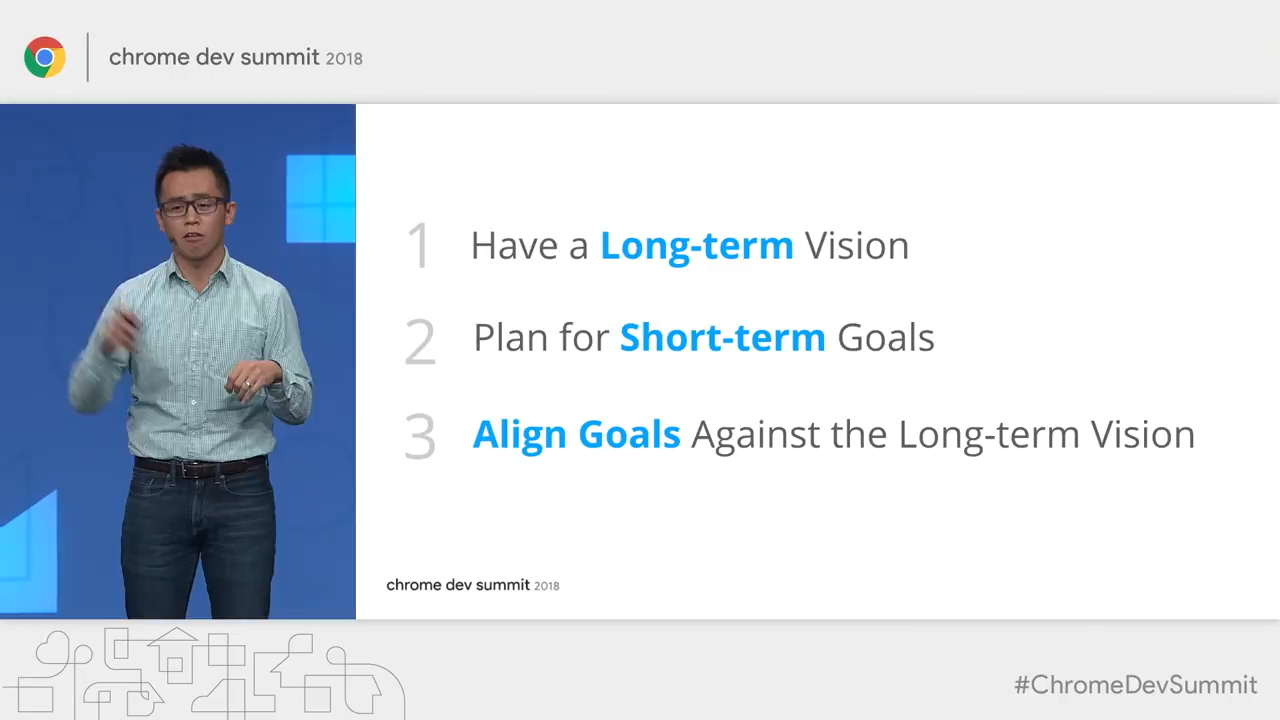 chrome dev summit 2018
1 Have a Long-term Vision
2 Plan for Short-term Goals
3 Align Goals Against the Long-term Vision
chrome dev summit 2018
#ChromeDevSummit